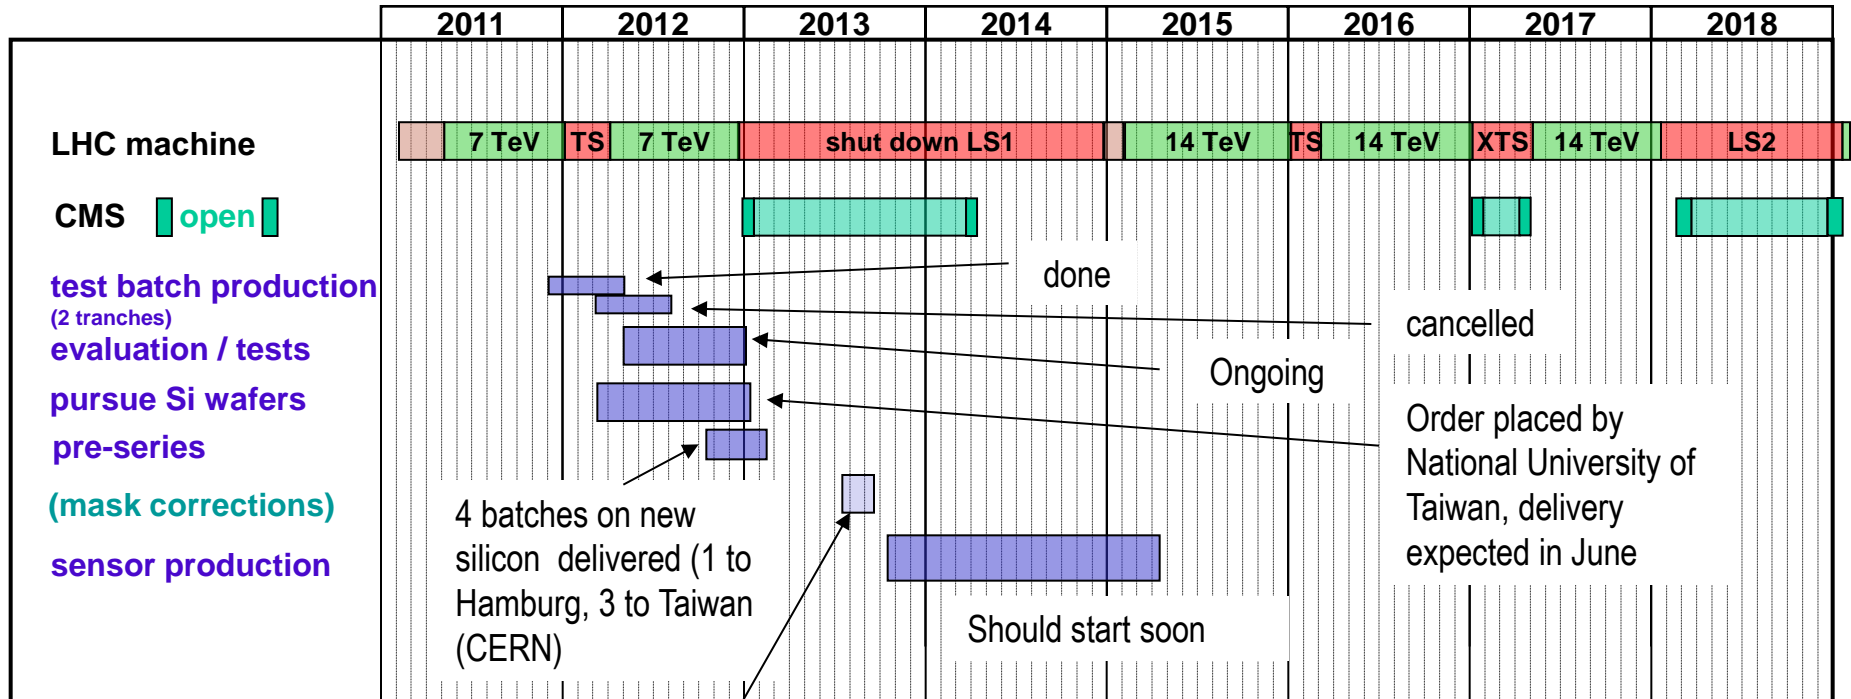 2011 2012 2013 2014 2015 2016 2017 2018
LHC machine
7 TeV TS 7 TeV shut down LS1 14 TeV TS 14 TeV XTS 14 TeV LS2
CMS open
test batch production
(2 tranches)
done
cancelled
evaluation / tests
Ongoing
pursue Si wafers
pre-series
Order placed by
National University of
Taiwan, delivery
expected in June
(mask corrections)
4 batches on new
silicon delivered (1 to
Hamburg, 3 to Taiwan
(CERN)
sensor production
Should start soon